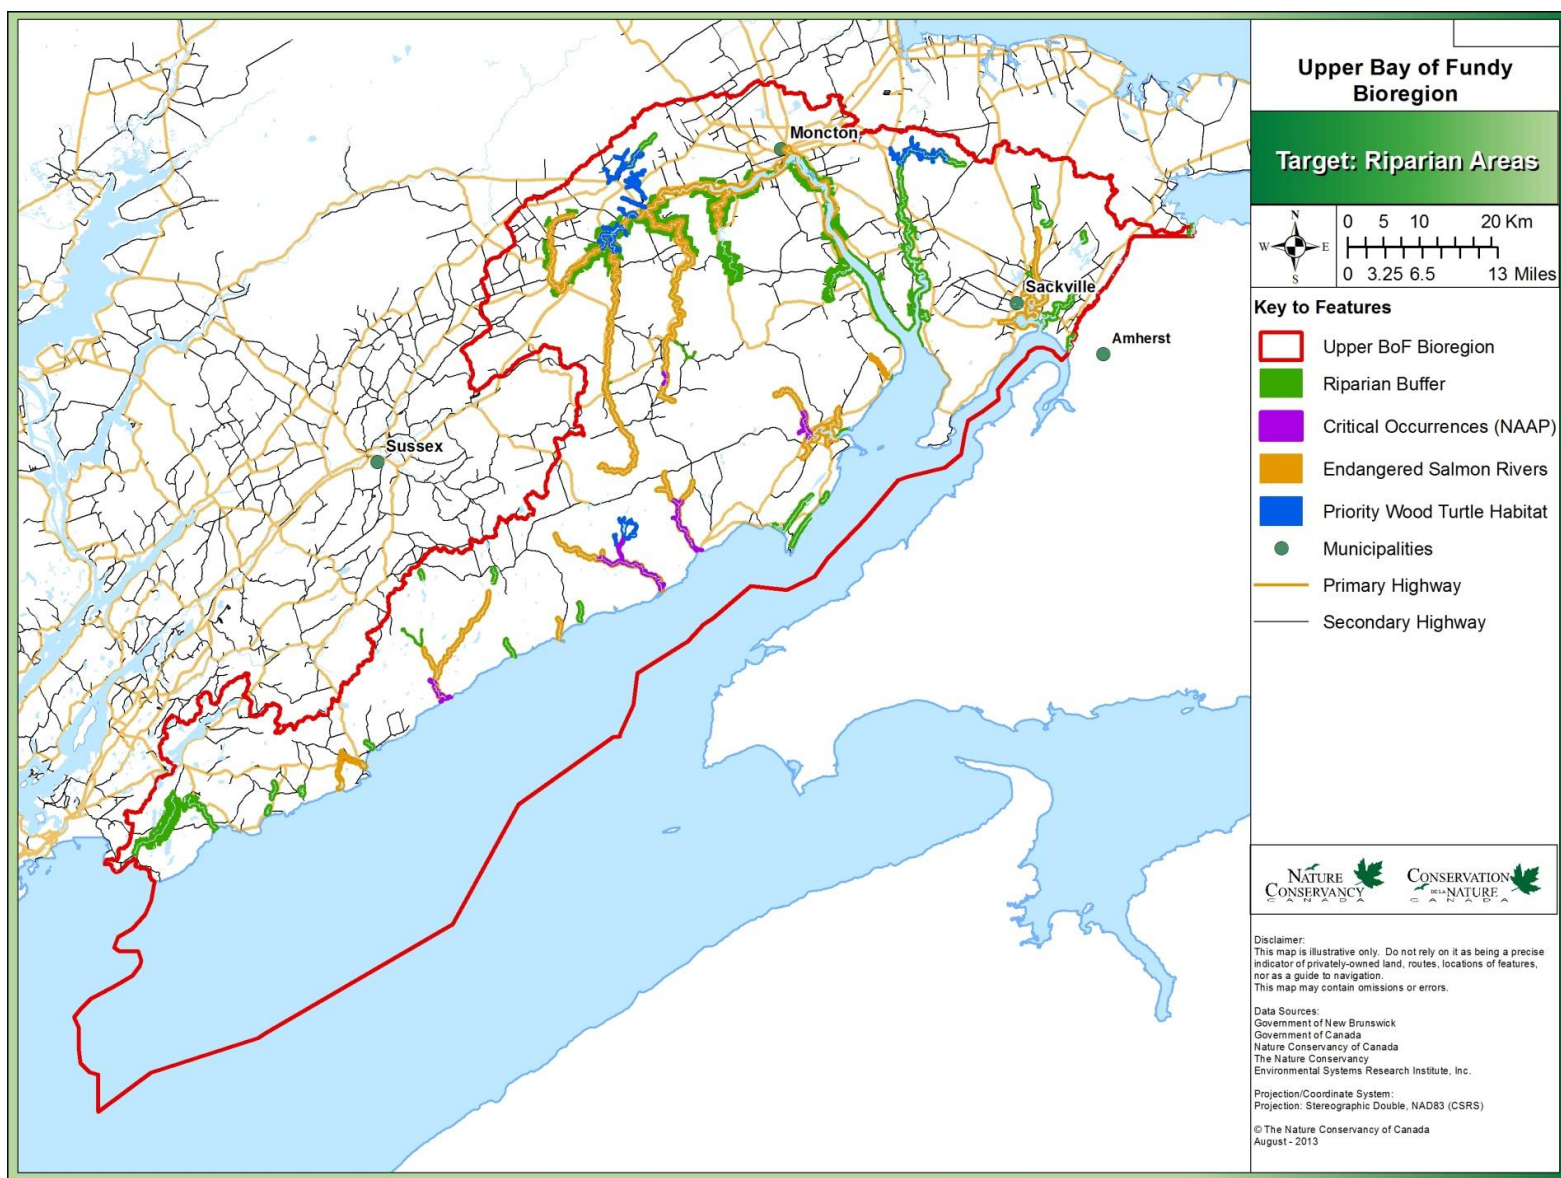 Upper Bay of Fundy
Bioregion
Target: Riparian Areas
N
W E
S
0 5 10 20 Km
0 3.25 6.5 13 Miles
Key to Features
Upper BoF Bioregion
Riparian Buffer
Critical Occurrences (NAAP)
Endangered Salmon Rivers
Priority Wood Turtle Habitat
Municipalities
Primary Highway
Secondary Highway
Moncton
Sackville
Amherst
Sussex
NATURE
CONSERVANCY
CANADA
CONSERVATION
DE LA NATURE
CANADA
Disclaimer:
This map is illustrative only. Do not rely on it as being a precise
indicator of privately-owned land, routes, locations of features,
nor as a guide to navigation.
This map may contain omissions or errors.
Data Sources:
Government of New Brunswick
Government of Canada
Nature Conservancy of Canada
The Nature Conservancy
Environmental Systems Research Institute, Inc.
Projection/Coordinate System:
Projection: Stereographic Double, NAD83 (CSRS)
© The Nature Conservancy of Canada
August - 2013